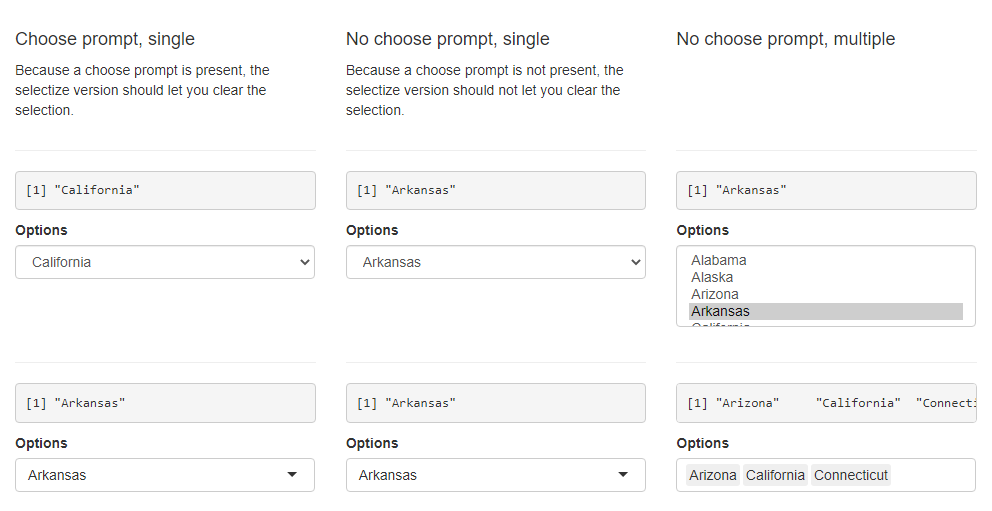 Choose prompt, single
Because a choose prompt is present, the
selectize version should let you clear the
selection.
No choose prompt, single
Because a choose prompt is not present, the
selectize version should not let you clear the
selection.
No choose prompt, multiple
[1] "California"
Options
California
[1] "Arkansas"
Options
Arkansas
[1] "Arkansas"
Options
Alabama
Alaska
Arizona
Arkansas
California
[1] "Arkansas"
Options
Arkansas
[1] "Arkansas"
Options
Arkansas
[1] "Arizona" "California" "Connecti
Options
Arizona California Connecticut